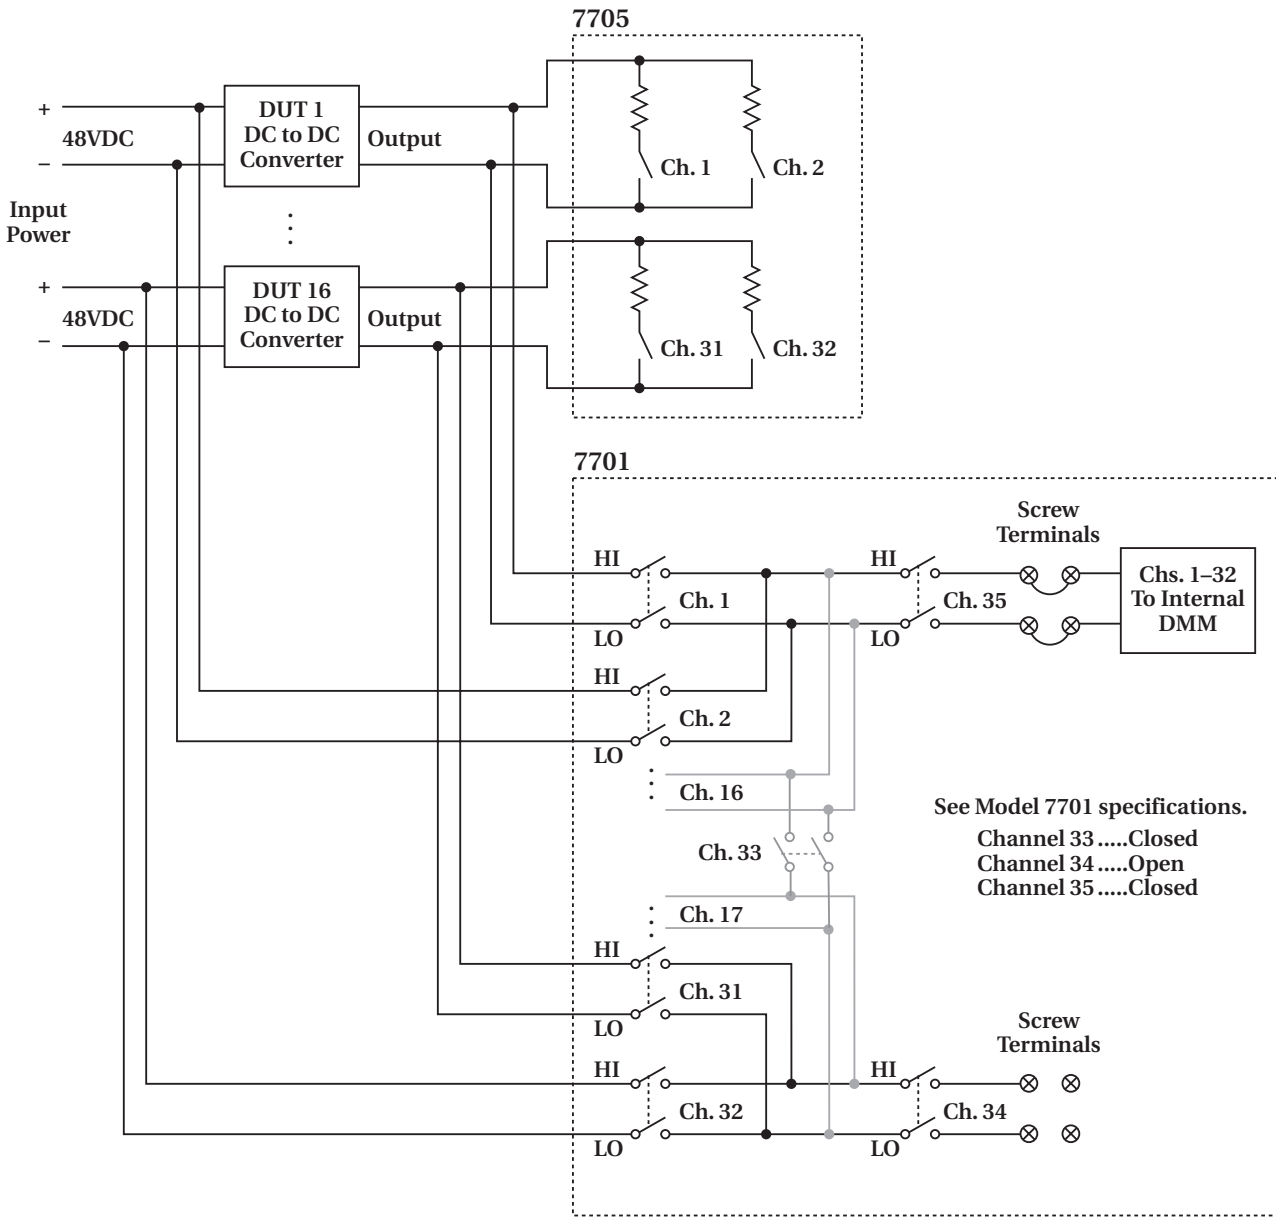 7705
+
48VDC
−
DUT 1
DC to DC
Converter
Output
Ch. 1
Ch. 2
Input
Power
+
48VDC
−
DUT 16
DC to DC
Converter
Output
Ch. 31
Ch. 32
7701
Screw
Terminals
HI
Ch. 1
LO
HI
Ch. 35
LO
Chs. 1–32
To Internal
DMM
HI
Ch. 2
LO
Ch. 16
See Model 7701 specifications.
Channel 33 .....Closed
Channel 34 .....Open
Channel 35 .....Closed
Ch. 33
Ch. 17
HI
Ch. 31
LO
Screw
Terminals
HI
Ch. 32
LO
HI
Ch. 34
LO